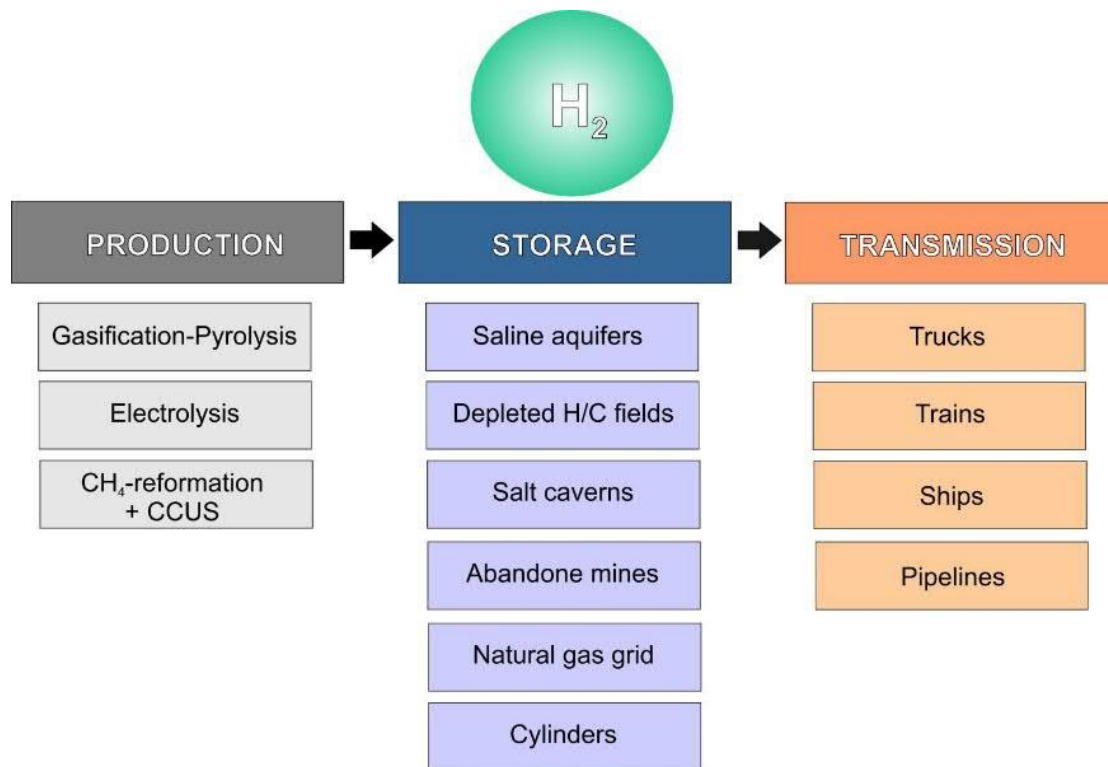 H₂
PRODUCTION
STORAGE
TRANSMISSION
Gasification-Pyrolysis
Electrolysis
CH₄-reformation
+ CCUS
Saline aquifers
Depleted H/C fields
Salt caverns
Abandone mines
Natural gas grid
Cylinders
Trucks
Trains
Ships
Pipelines